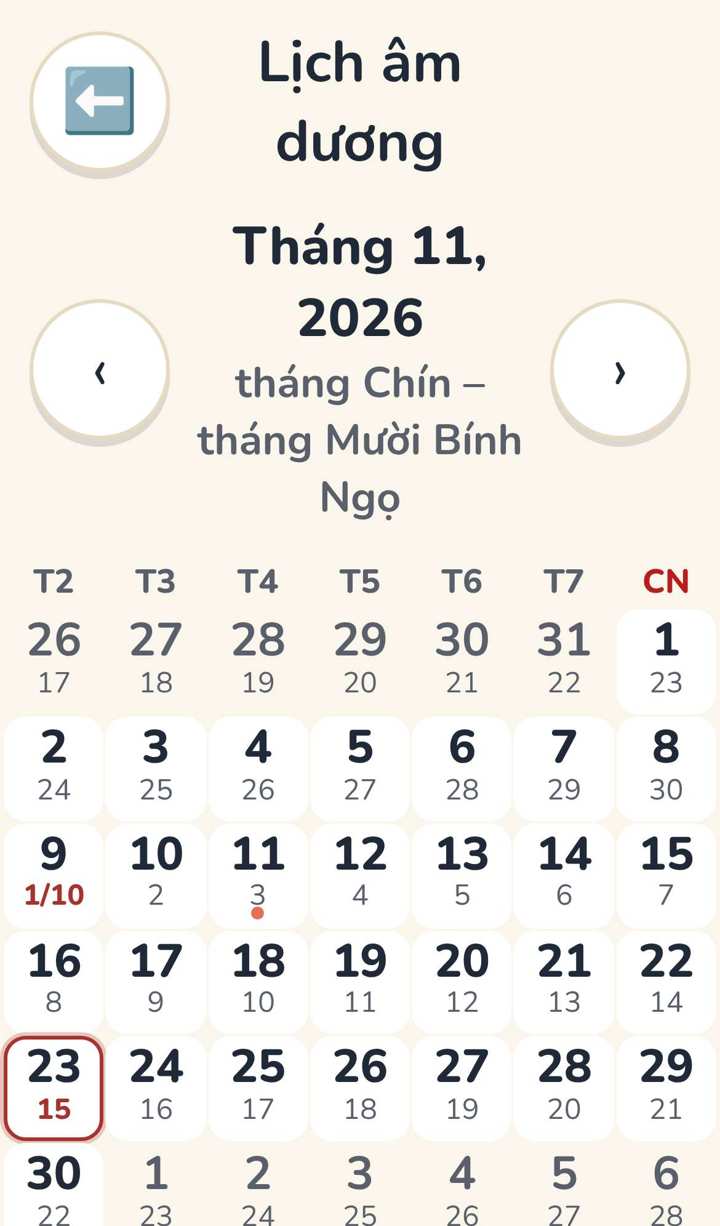 Lịch âm
dương
Tháng 11,
2026
tháng Chín –
tháng Mười Bính
Ngọ
‹ ›
T2 T3 T4 T5 T6 T7 CN
26 27 28 29 30 31 1
17 18 19 20 21 22 23
2 3 4 5 6 7 8
24 25 26 27 28 29 30
9 10 11 12 13 14 15
1/10 2 3 4 5 6 7
16 17 18 19 20 21 22
8 9 10 11 12 13 14
23 24 25 26 27 28 29
15 16 17 18 19 20 21
30 1 2 3 4 5 6
22 23 24 25 26 27 28